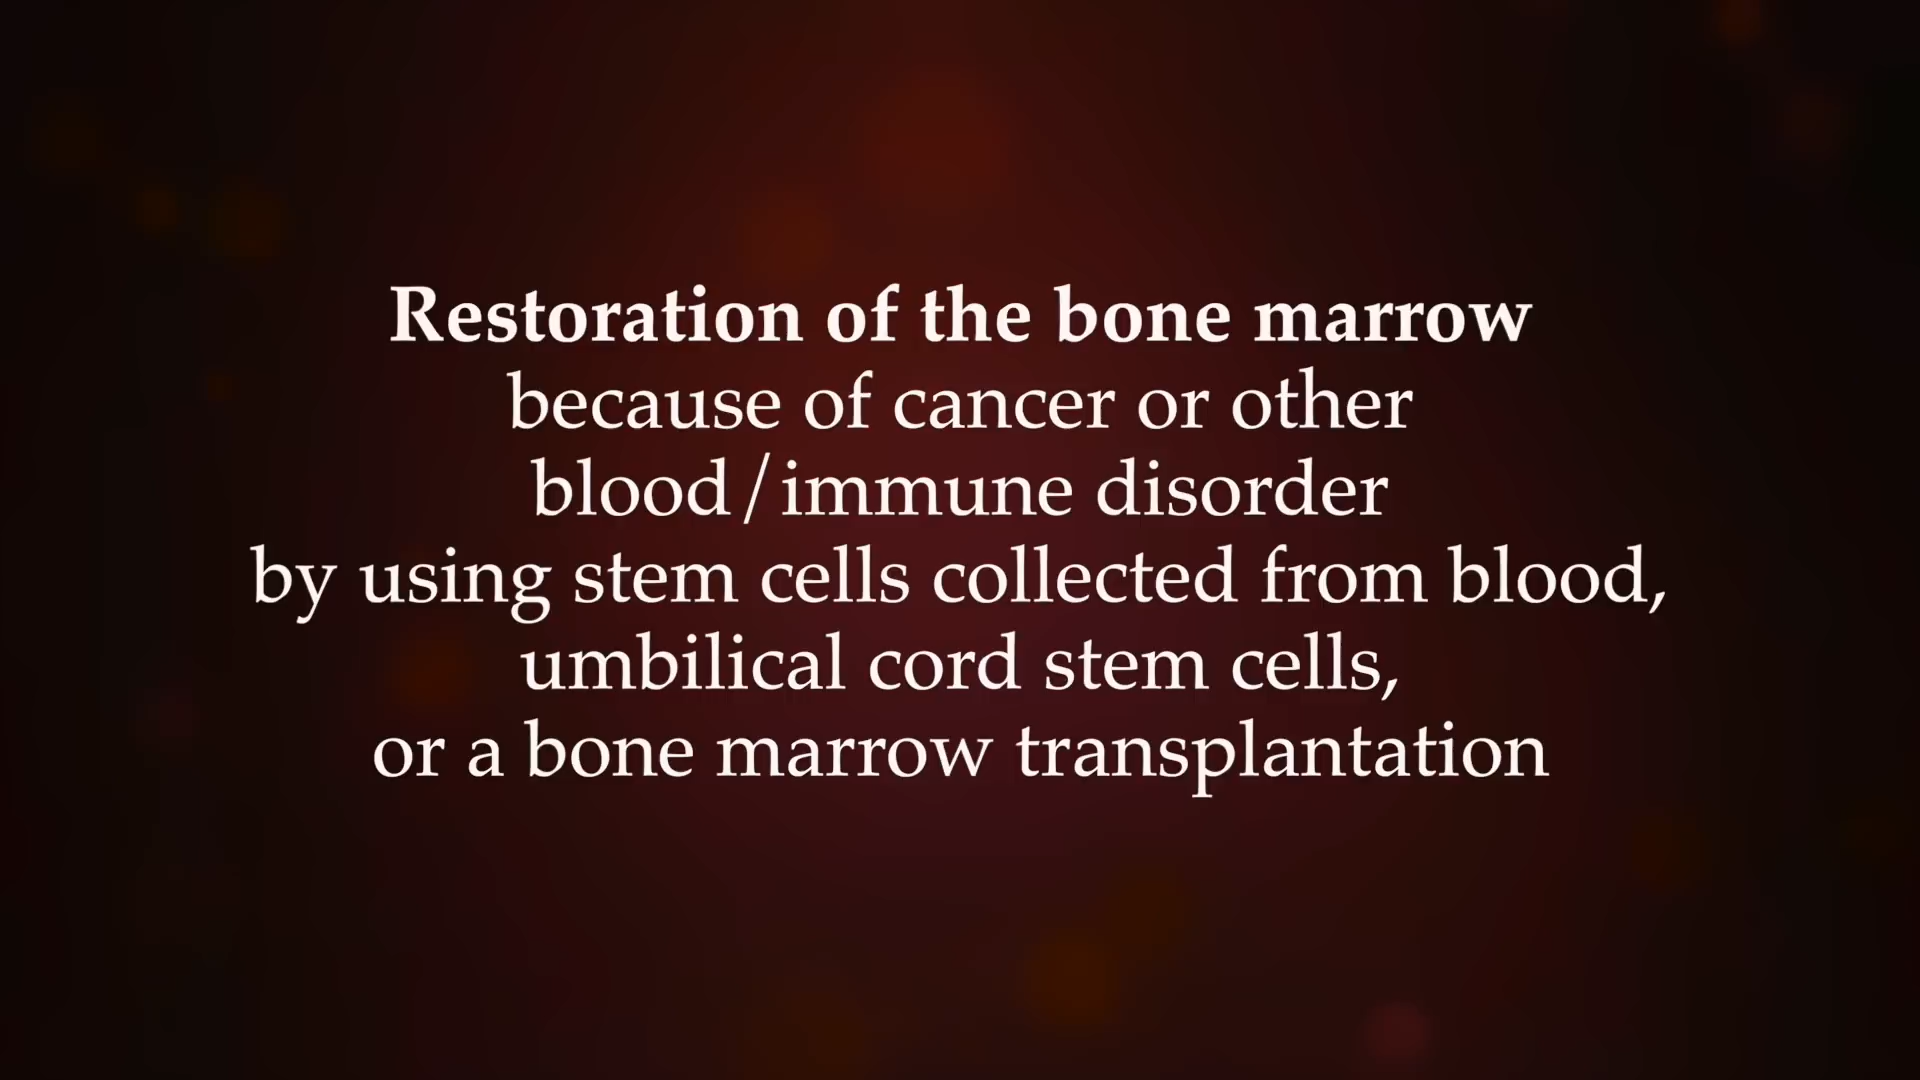 Restoration of the bone marrow
because of cancer or other
blood/immune disorder
by using stem cells collected from blood,
umbilical cord stem cells,
or a bone marrow transplantation